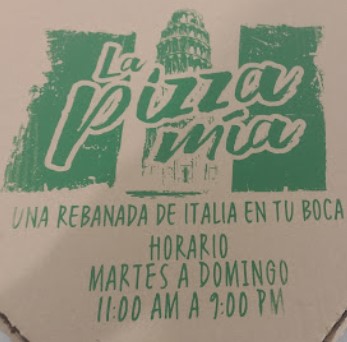 La
pizza
mía
UNA REBANADA DE ITALIA EN TU BOCA
HORARIO
MARTES A DOMINGO
11:00 AM A 9:00 PM